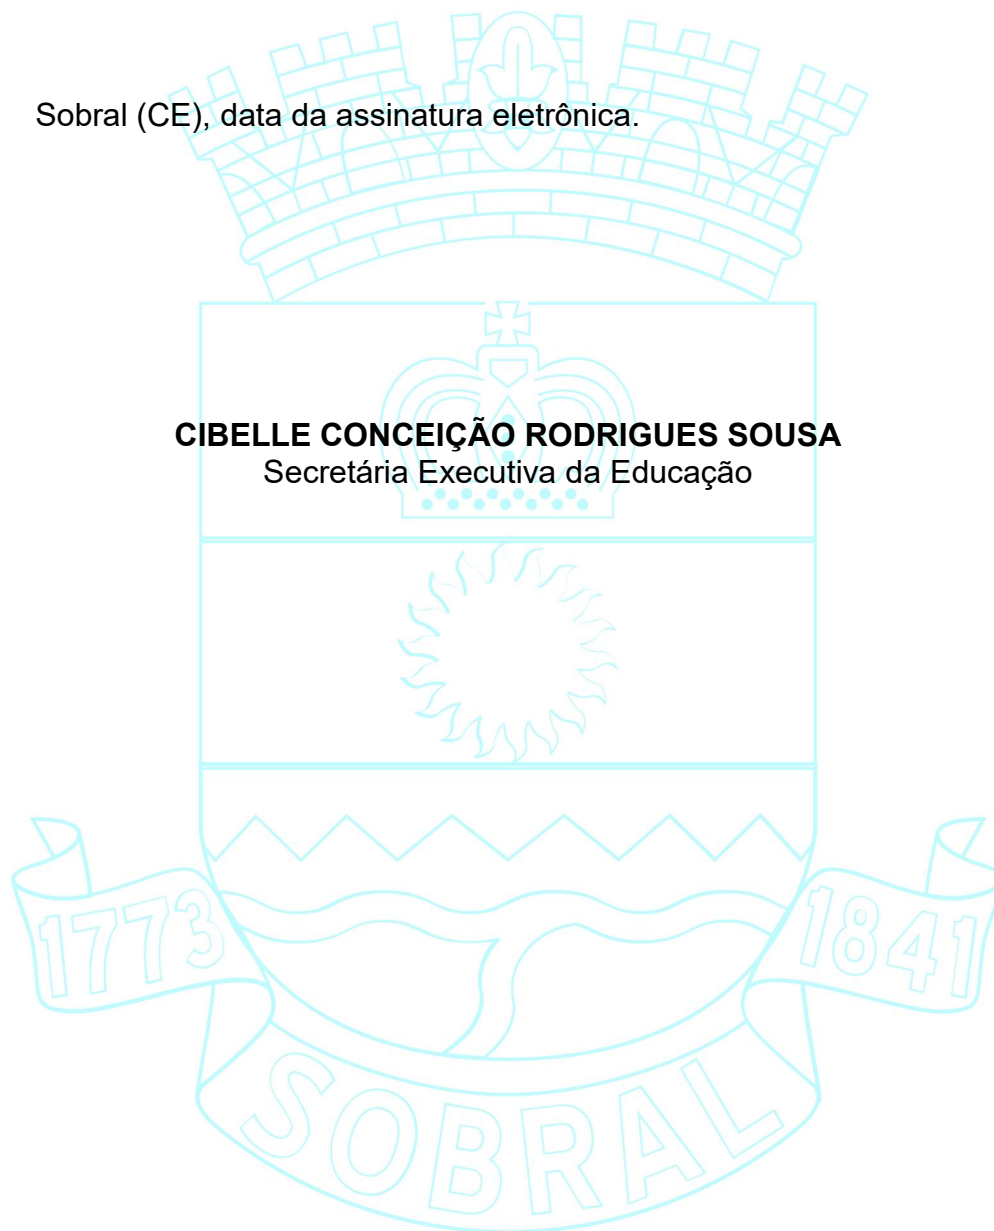 Sobral (CE), data da assinatura eletrônica.
CIBELLE CONCEIÇÃO RODRIGUES SOUSA
Secretária Executiva da Educação
1773
1841
SOBRAL